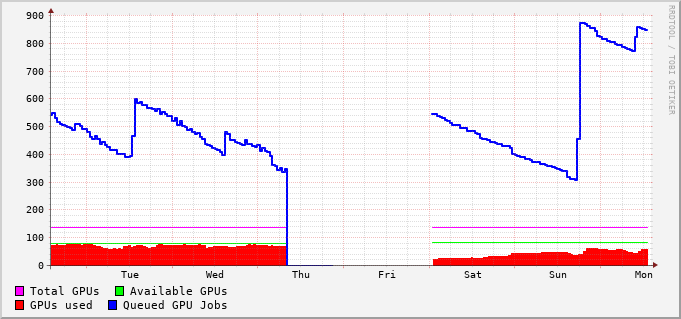 RRDTOOL / TOBI OETIKER
900
800
700
600
500
400
300
200
100
0
Tue Wed Thu Fri Sat Sun Mon
Total GPUs Available GPUs
GPUs used Queued GPU Jobs